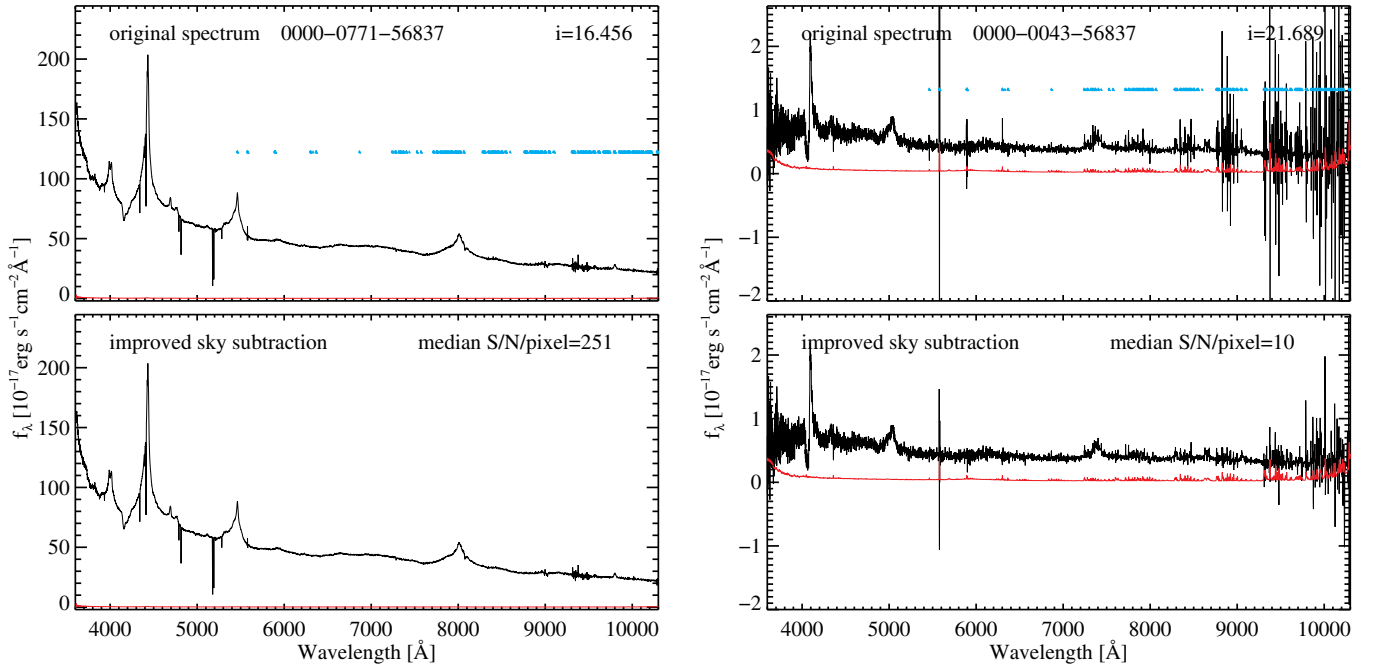 original spectrum 0000−0771−56837 i=16.456
200
150
100
50
0
improved sky subtraction median S/N/pixel=251
200
150
100
50
0
4000 5000 6000 7000 8000 9000 10000
Wavelength [Å]
fλ [10−17erg s−1cm−2Å−1]
original spectrum 0000−0043−56837 i=21.689
2
1
0
−1
−2
improved sky subtraction median S/N/pixel=10
2
1
0
−1
−2
4000 5000 6000 7000 8000 9000 10000
Wavelength [Å]
fλ [10−17erg s−1cm−2Å−1]